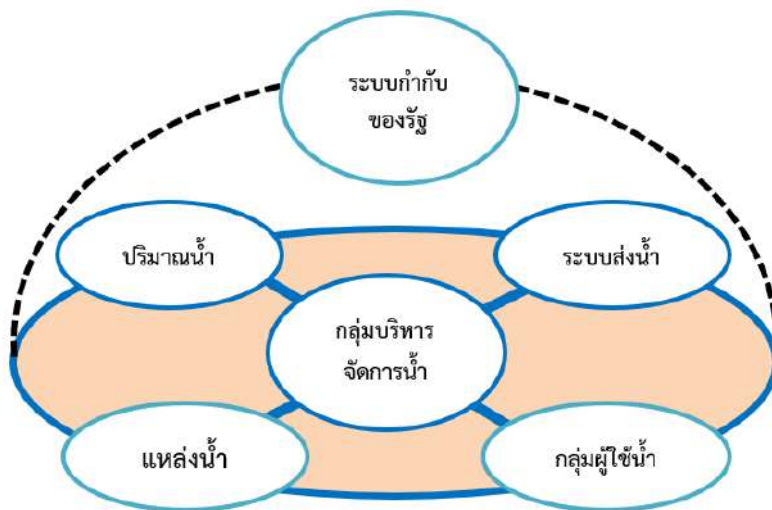 ระบบกำกับ
ของรัฐ
ปริมาณน้ำ
ระบบส่งน้ำ
กลุ่มบริหาร
จัดการน้ำ
แหล่งน้ำ
กลุ่มผู้ใช้น้ำ